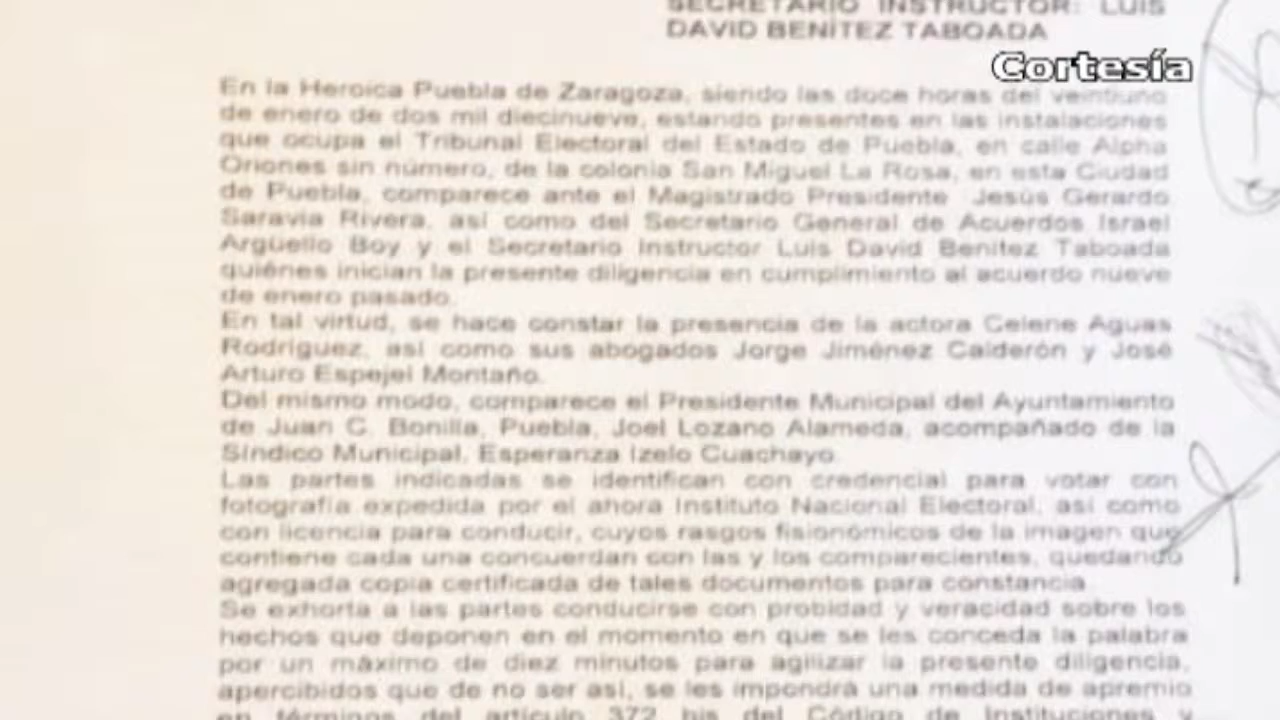 SECRETARIO INSTRUCTOR: LUIS
DAVID BENÍTEZ TABOADA
Cortesía
En la Heroica Puebla de Zaragoza, siendo las doce horas del veintiuno
de enero de dos mil diecinueve, estando presentes en las instalaciones
que ocupa el Tribunal Electoral del Estado de Puebla, en calle Alpha
Oriones sin número, de la colonia San Miguel La Rosa, en esta Ciudad
de Puebla, comparece ante el Magistrado Presidente Jesús Gerardo
Saravia Rivera, así como del Secretario General de Acuerdos Israel
Argüello Boy y el Secretario Instructor Luis David Benítez Taboada
quiénes inician la presente diligencia en cumplimiento al acuerdo nueve
de enero pasado.
En tal virtud, se hace constar la presencia de la actora Celene Aguas
Rodríguez, así como sus abogados Jorge Jiménez Calderón y José
Arturo Espejel Montaño.
Del mismo modo, comparece el Presidente Municipal del Ayuntamiento
de Juan C. Bonilla, Puebla, Joel Lozano Alameda, acompañado de la
Síndico Municipal, Esperanza Izelo Cuachayo.
Las partes indicadas se identifican con credencial para votar con
fotografía expedida por el ahora Instituto Nacional Electoral, así como
con licencia para conducir, cuyos rasgos fisionómicos de la imagen que
contiene cada una concuerdan con las y los comparecientes, quedando
agregada copia certificada de tales documentos para constancia.
Se exhorta a las partes conducirse con probidad y veracidad sobre los
hechos que deponen en el momento en que se les conceda la palabra
por un máximo de diez minutos para agilizar la presente diligencia,
apercibidos que de no ser así, se les impondrá una medida de apremio
en términos del artículo 372 bis del Código de Instituciones y